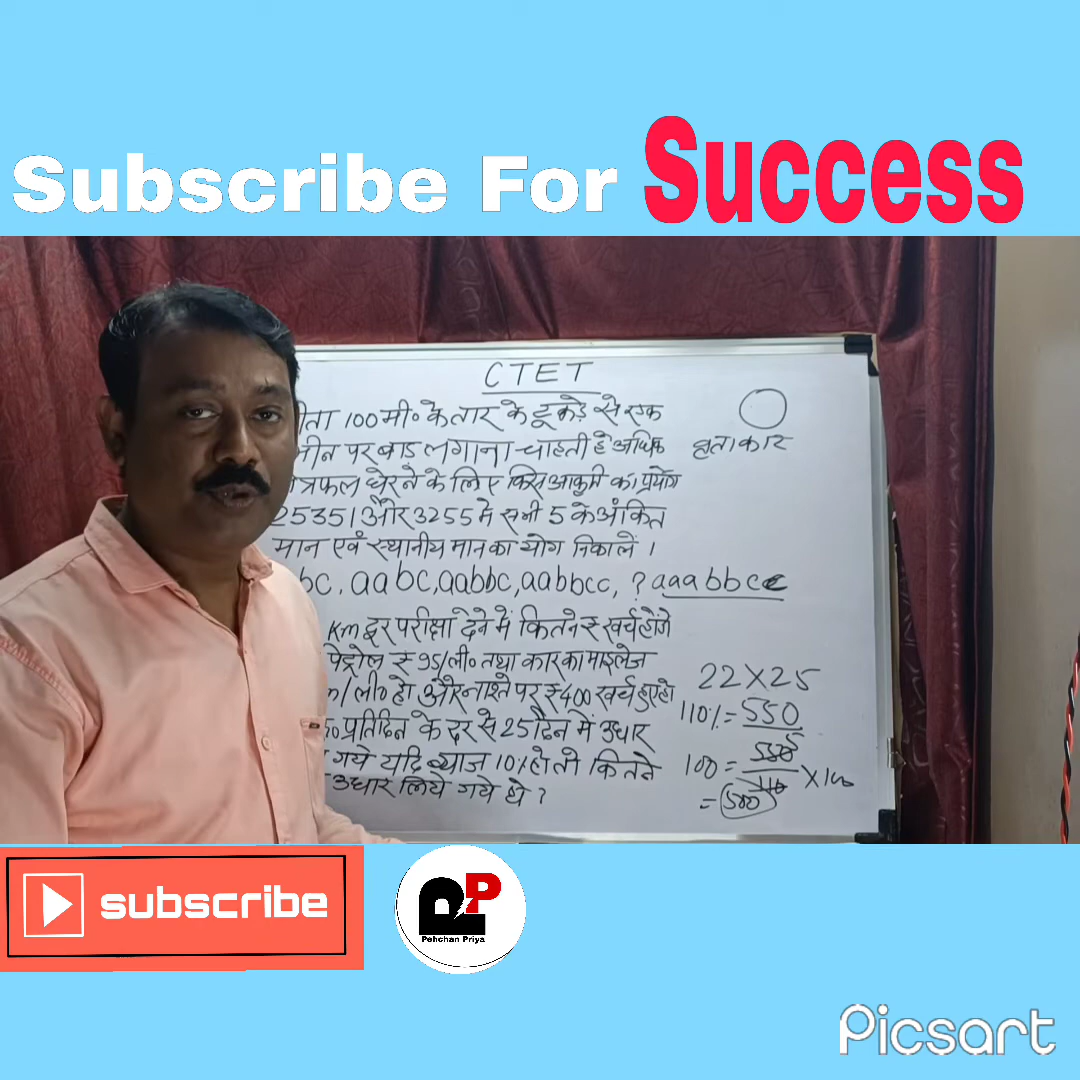 Subscribe For Success
CTET
100 मी० के तार के टूकड़े से एक
पर बाड़ लगाना चाहती है अधिक
घेरने के लिए किस आकृती का प्रयोग
वृताकार
25351 और 3255 मे सभी 5 के अंकित
मान एवं स्थानीय मान का योग निकालें ।
bc, aabc, aabbc, aabbcc, ? aaabbcc
Km दूर परीक्षा देने में कितने ₹ खर्च होंगे
पेट्रोल ₹ 95/ली० तथा कार का माइलेज
/ली० हो और नाश्ते पर ₹ 400 खर्च हुए हो
प्रतिदिन के दर से 25 दिन में उधार
गये यदि ब्याज 10% हो तो कितने
उधार लिये गये थे ?
22 X 25
110% = 550
100 = 550/110 X 100
= 500
subscribe
PP
Pehchan Priya
Picsart